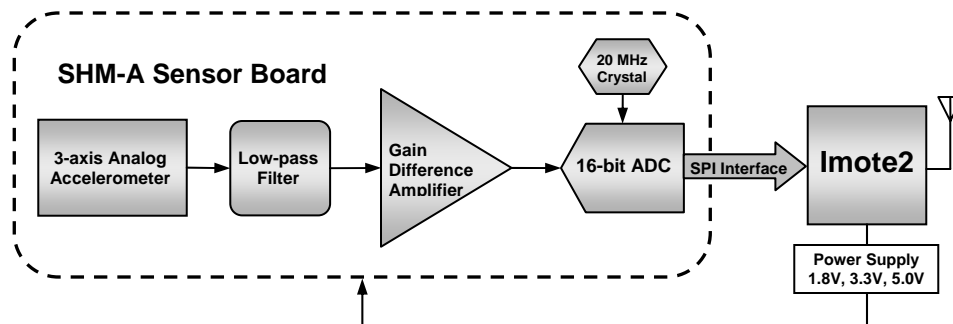 SHM-A Sensor Board
20 MHz
Crystal
3-axis Analog
Accelerometer
Low-pass
Filter
Gain
Difference
Amplifier
16-bit ADC
SPI Interface
Imote2
Power Supply
1.8V, 3.3V, 5.0V